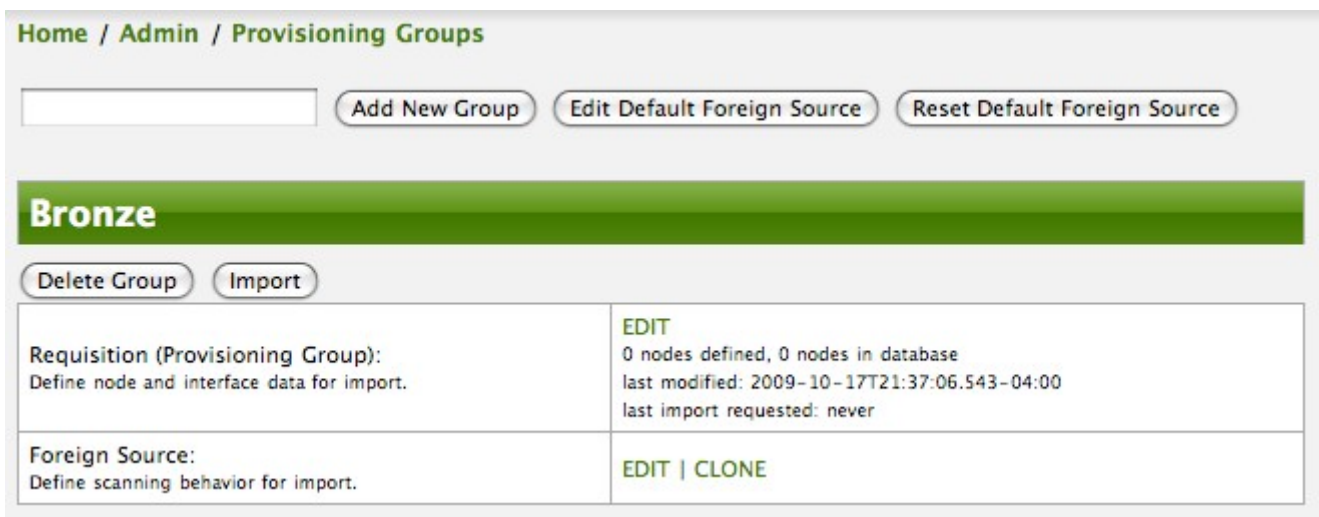 Home / Admin / Provisioning Groups
Add New Group Edit Default Foreign Source Reset Default Foreign Source
Bronze
Delete Group Import
Requisition (Provisioning Group):
Define node and interface data for import.
EDIT
0 nodes defined, 0 nodes in database
last modified: 2009-10-17T21:37:06.543-04:00
last import requested: never
Foreign Source:
Define scanning behavior for import.
EDIT | CLONE